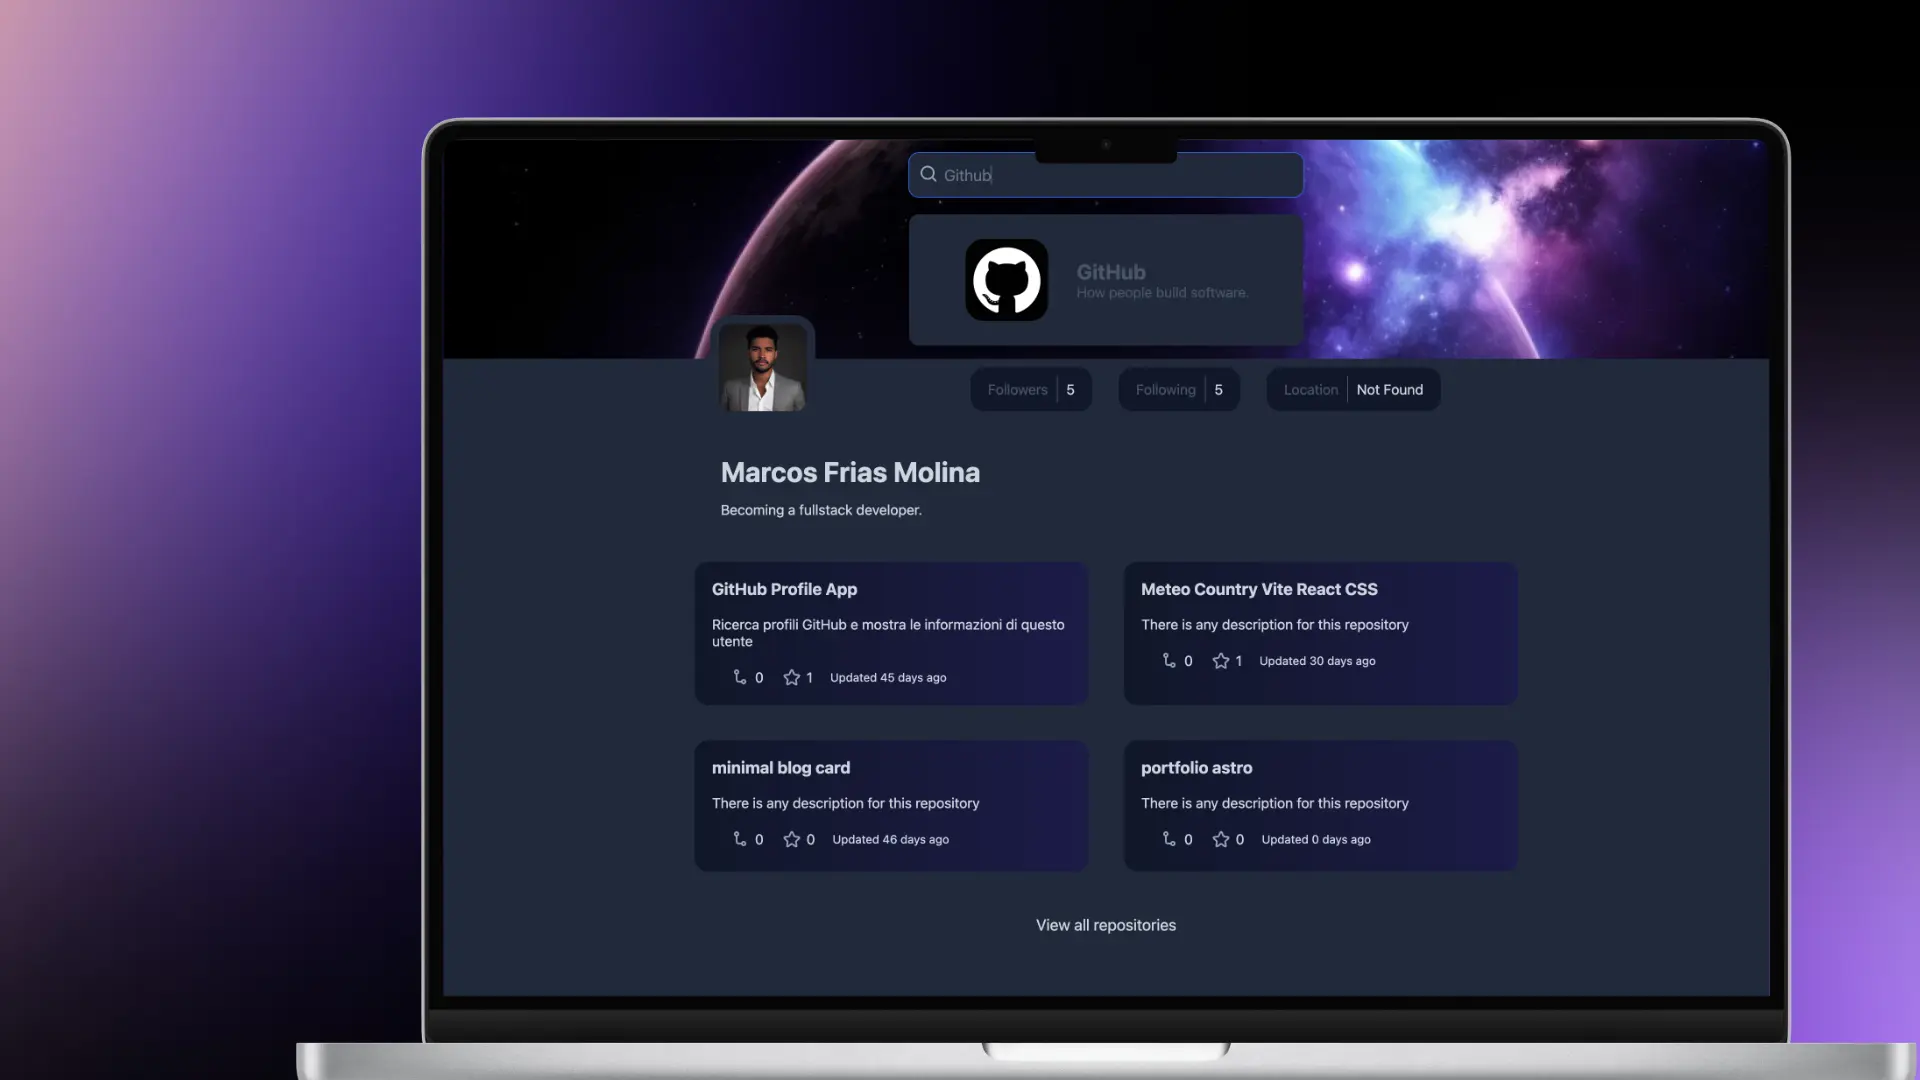 Github
GitHub
How people build software.
Followers 5
Following 5
Location Not Found
Marcos Frias Molina
Becoming a fullstack developer.
GitHub Profile App
Ricerca profili GitHub e mostra le informazioni di questo
utente
0 1 Updated 45 days ago
Meteo Country Vite React CSS
There is any description for this repository
0 1 Updated 30 days ago
minimal blog card
There is any description for this repository
0 0 Updated 46 days ago
portfolio astro
There is any description for this repository
0 0 Updated 0 days ago
View all repositories